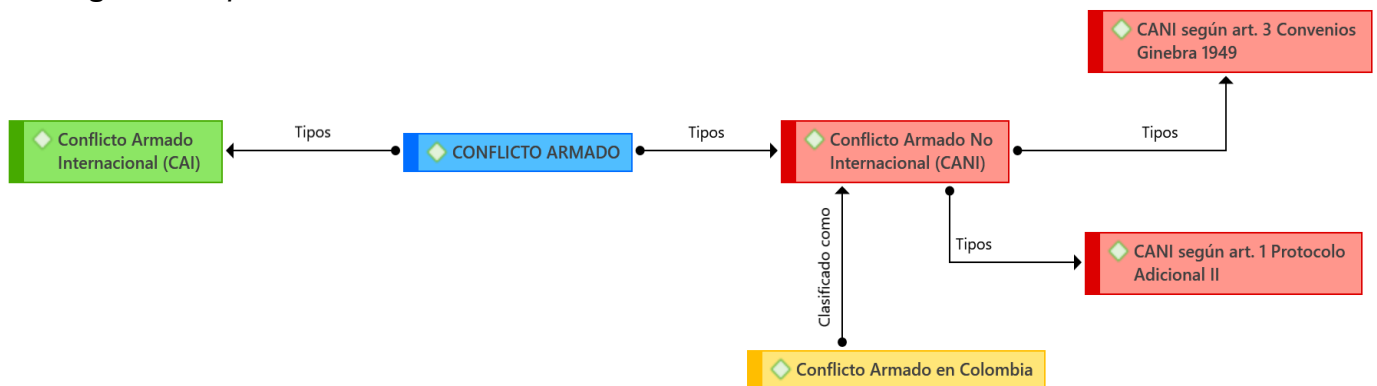 CANI según art. 3 Convenios
Ginebra 1949
Conflicto Armado
Internacional (CAI)
Tipos
CONFLICTO ARMADO
Tipos
Conflicto Armado No
Internacional (CANI)
Tipos
Clasificado como
Tipos
CANI según art. 1 Protocolo
Adicional II
Conflicto Armado en Colombia